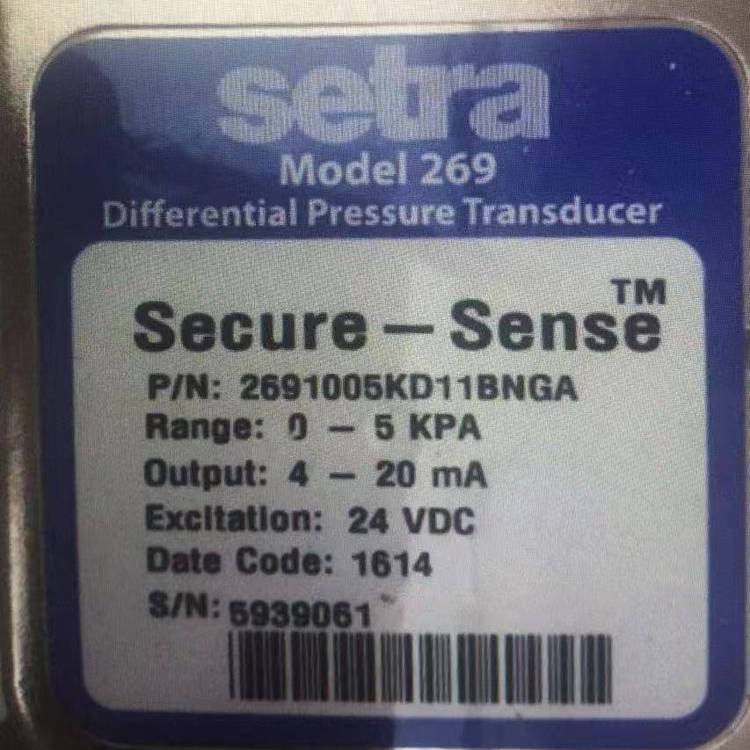 setra
Model 269
Differential Pressure Transducer
Secure – Sense™
P/N: 2691005KD11BNGA
Range: 0 – 5 KPA
Output: 4 – 20 mA
Excitation: 24 VDC
Date Code: 1614
S/N: 5939061